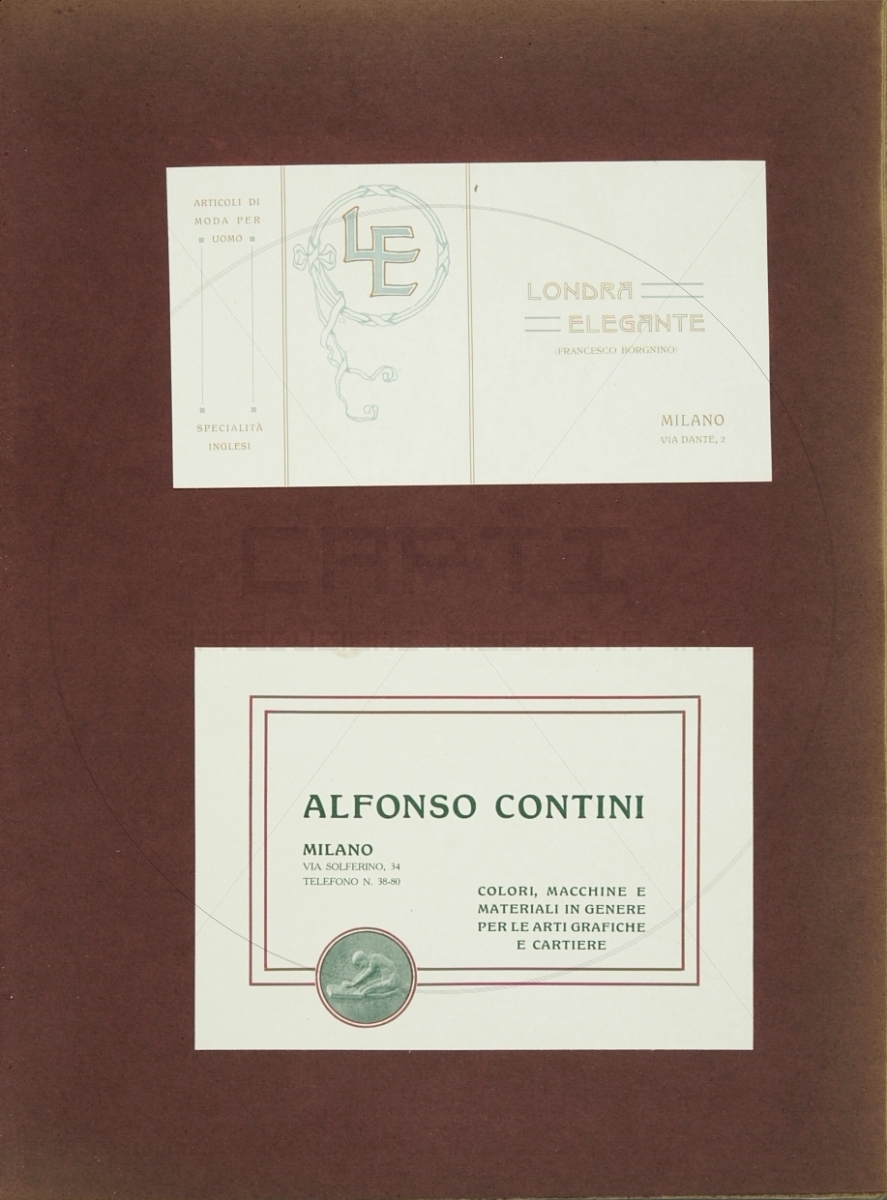 ARTICOLI DI
MODA PER
UOMO
SPECIALITÀ
INGLESI
LE
LONDRA
ELEGANTE
(FRANCESCO BORGNINO)
MILANO
VIA DANTE, 2
CAPTI
ALFONSO CONTINI
MILANO
VIA SOLFERINO, 34
TELEFONO N. 38-80
COLORI, MACCHINE E
MATERIALI IN GENERE
PER LE ARTI GRAFICHE
E CARTIERE